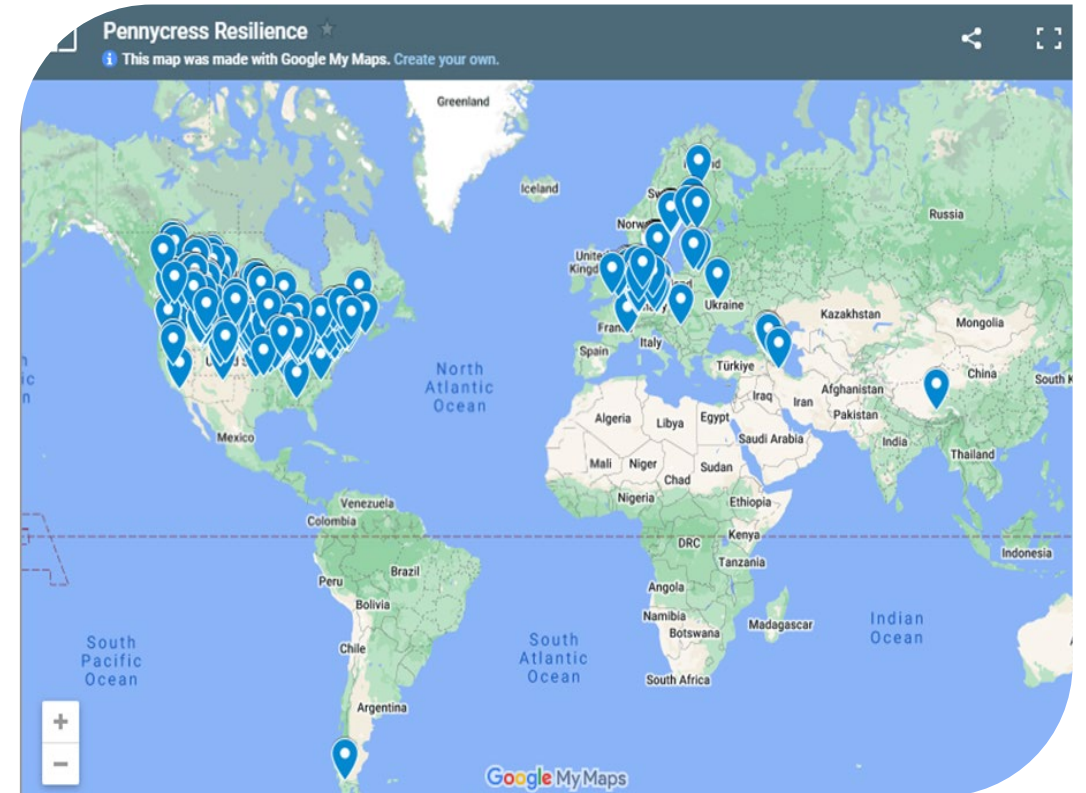 Pennycress Resilience
This map was made with Google My Maps. Create your own.
Greenland
Iceland
Russia
Ukraine
Kazakhstan
Mongolia
Italy
Spain
Türkiye
China
South K
North
Atlantic
Ocean
Afghanistan
Iraq
Iran
Pakistan
Algeria
Libya
Egypt
Saudi Arabia
India
Mexico
Thailand
Mali
Niger
Chad
Sudan
Nigeria
Ethiopia
Venezuela
Colombia
Kenya
DRC
Indonesia
Tanzania
Brazil
Peru
Angola
Bolivia
Namibia
Botswana
Madagascar
Indian
Ocean
South
Pacific
Ocean
Chile
South
Atlantic
Ocean
South Africa
Argentina
+
−
Google My Maps